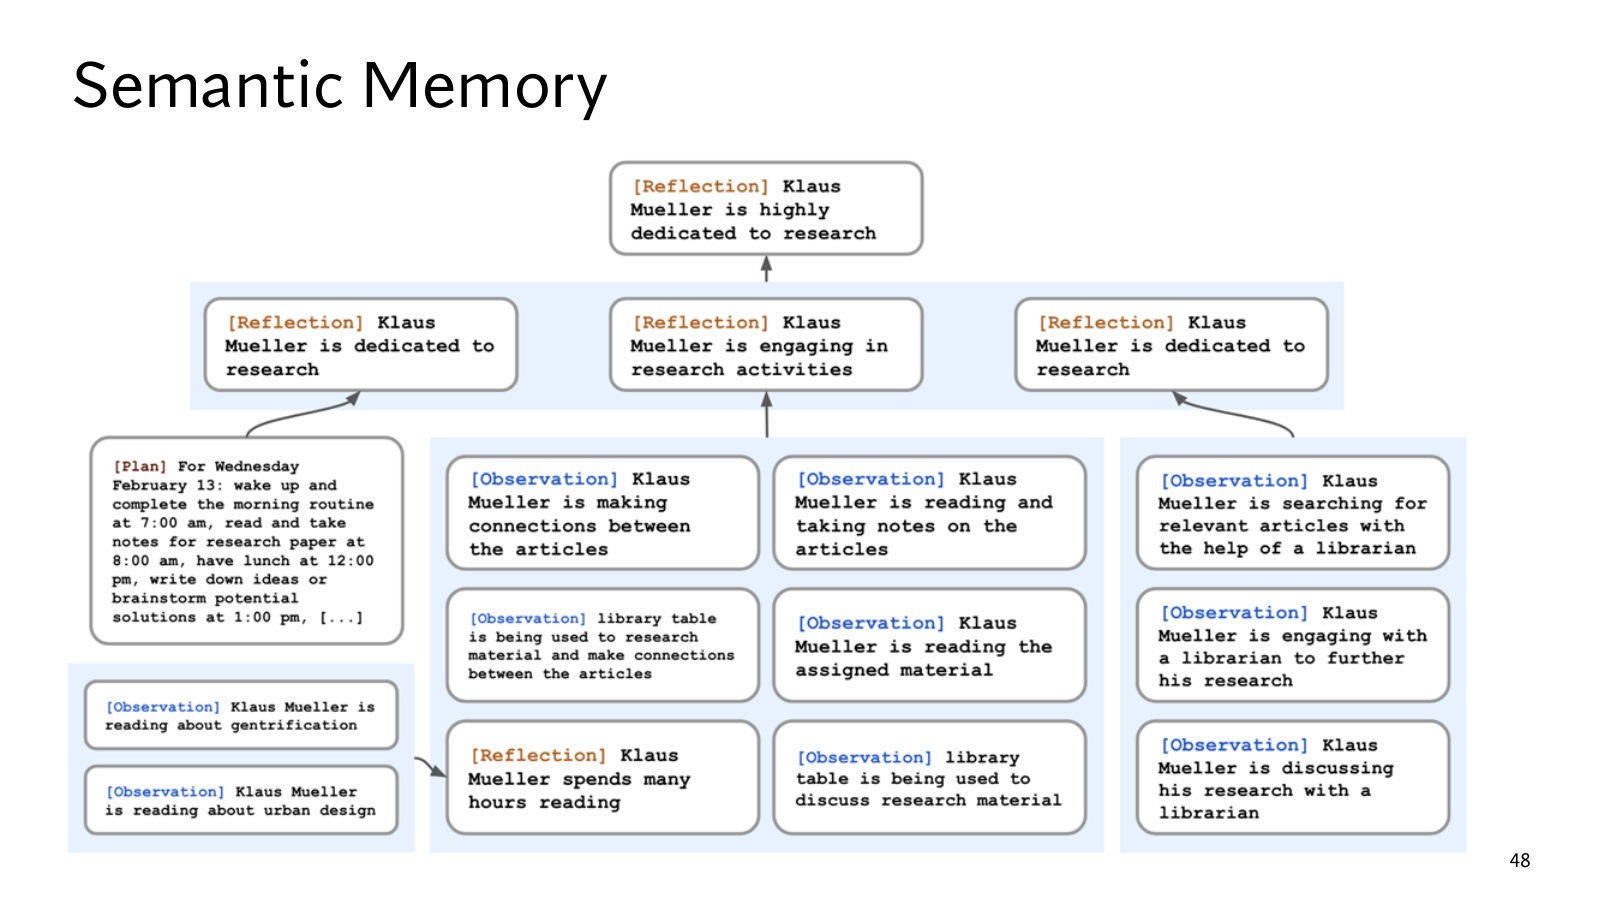 Semantic Memory
[Reflection] Klaus
Mueller is highly
dedicated to research
[Reflection] Klaus
Mueller is dedicated to
research
[Reflection] Klaus
Mueller is engaging in
research activities
[Reflection] Klaus
Mueller is dedicated to
research
[Plan] For Wednesday
February 13: wake up and
complete the morning routine
at 7:00 am, read and take
notes for research paper at
8:00 am, have lunch at 12:00
pm, write down ideas or
brainstorm potential
solutions at 1:00 pm, [...]
[Observation] Klaus Mueller is
reading about gentrification
[Observation] Klaus Mueller
is reading about urban design
[Observation] Klaus
Mueller is making
connections between
the articles
[Observation] Klaus
Mueller is reading and
taking notes on the
articles
[Observation] library table
is being used to research
material and make connections
between the articles
[Observation] Klaus
Mueller is reading the
assigned material
[Reflection] Klaus
Mueller spends many
hours reading
[Observation] library
table is being used to
discuss research material
[Observation] Klaus
Mueller is searching for
relevant articles with
the help of a librarian
[Observation] Klaus
Mueller is engaging with
a librarian to further
his research
[Observation] Klaus
Mueller is discussing
his research with a
librarian
48